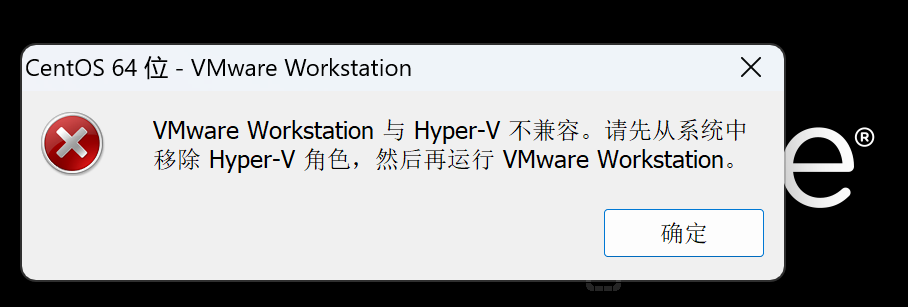 CentOS 64 位 - VMware Workstation
VMware Workstation 与 Hyper-V 不兼容。请先从系统中
移除 Hyper-V 角色，然后再运行 VMware Workstation。
e®
确定